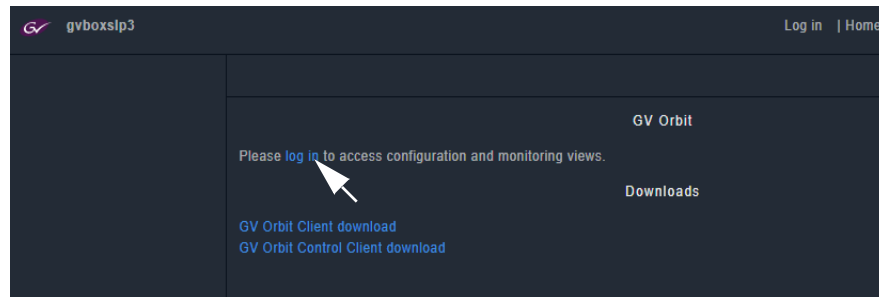 GV gvboxslp3 Log in | Home
GV Orbit
Please log in to access configuration and monitoring views.
Downloads
GV Orbit Client download
GV Orbit Control Client download